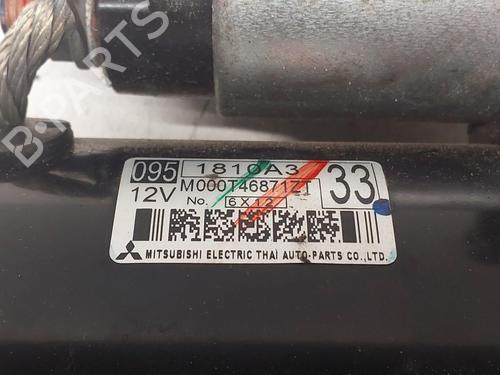 B-PARTS
095 1810A3
12V M000T46871ZT 33
No. 6X12
MITSUBISHI ELECTRIC THAI AUTO-PARTS CO.,LTD.